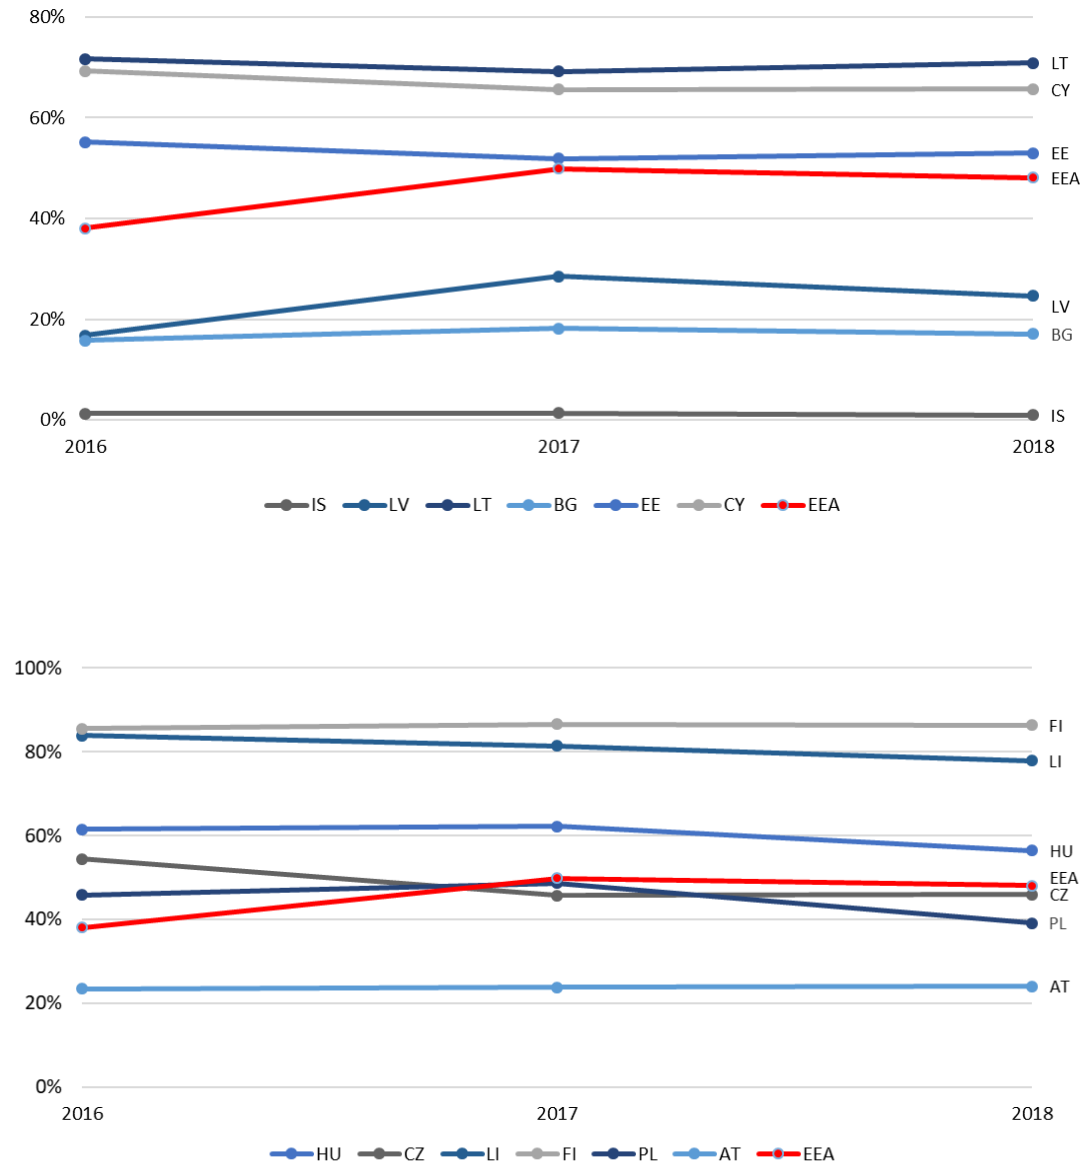 80%
LT
CY
60%
EE
EEA
40%
LV
20%
BG
0%
IS
2016 2017 2018
IS LV LT BG EE CY EEA
100%
FI
80%
LI
60%
HU
EEA
CZ
40%
PL
20%
AT
0%
2016 2017 2018
HU CZ LI FI PL AT EEA